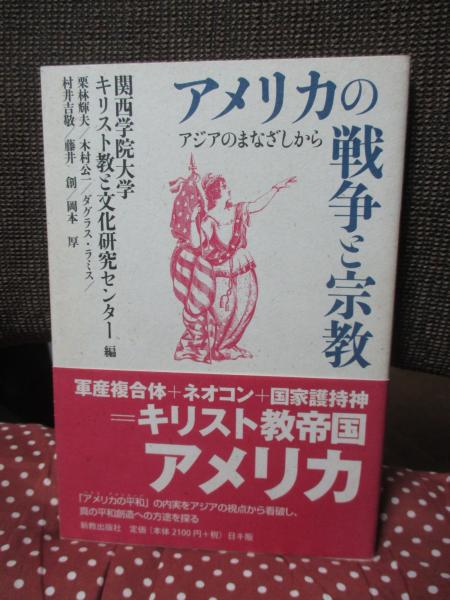 アメリカの
戦争と宗教
アジアのまなざしから
関西学院大学
キリスト教と文化研究センター 編
栗林輝夫/木村公一/ダグラス・ラミス/
村井吉敬/藤井 創/岡本 厚
軍産複合体+ネオコン+国家護持神
=キリスト教帝国
アメリカ
「アメリカの平和」の内実をアジアの視点から看破し、
真の平和創造への方途を探る
新教出版社 定価(本体2100円+税) 日キ販